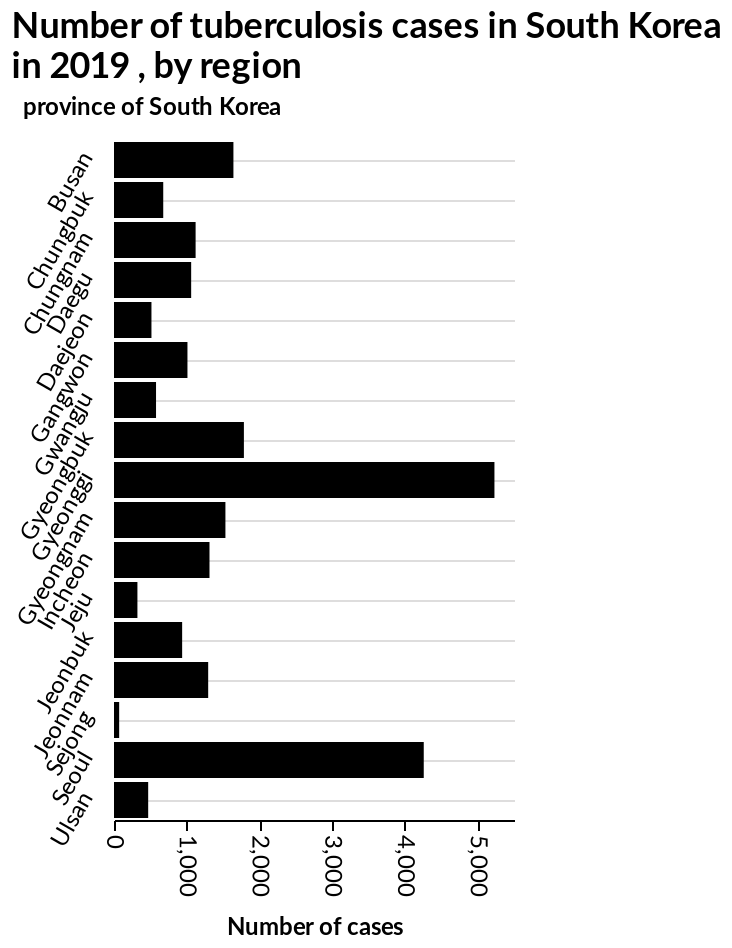 Number of tuberculosis cases in South Korea
in 2019 , by region
province of South Korea
Busan
Chungbuk
Chungnam
Daegu
Daejeon
Gangwon
Gwangju
Gyeongbuk
Gyeonggi
Gyeongnam
Incheon
Jeju
Jeonbuk
Jeonnam
Sejong
Seoul
Ulsan
0
1,000
2,000
3,000
4,000
5,000
Number of cases